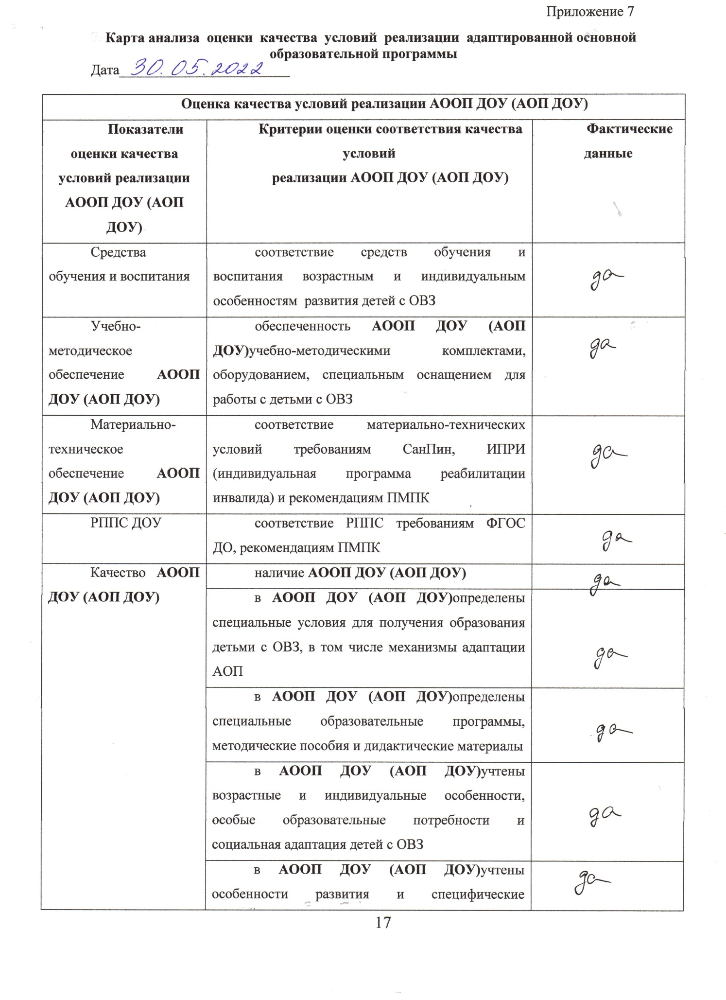 Приложение 7
Карта анализа оценки качества условий реализации адаптированной основной
образовательной программы
Дата 30.05.2022
Оценка качества условий реализации АООП ДОУ (АОП ДОУ)
Показатели
оценки качества
условий реализации
АООП ДОУ (АОП
ДОУ)
Критерии оценки соответствия качества
условий
реализации АООП ДОУ (АОП ДОУ)
Фактические
данные
Средства
обучения и воспитания
соответствие средств обучения и
воспитания возрастным и индивидуальным
особенностям развития детей с ОВЗ
да
Учебно-
методическое
обеспечение АООП
ДОУ (АОП ДОУ)
обеспеченность АООП ДОУ (АОП
ДОУ)учебно-методическими комплектами,
оборудованием, специальным оснащением для
работы с детьми с ОВЗ
да
Материально-
техническое
обеспечение АООП
ДОУ (АОП ДОУ)
соответствие материально-технических
условий требованиям СанПин, ИПРИ
(индивидуальная программа реабилитации
инвалида) и рекомендациям ПМПК
да
РППС ДОУ
соответствие РППС требованиям ФГОС
ДО, рекомендациям ПМПК
да
Качество АООП
ДОУ (АОП ДОУ)
наличие АООП ДОУ (АОП ДОУ)
да
в АООП ДОУ (АОП ДОУ)определены
специальные условия для получения образования
детьми с ОВЗ, в том числе механизмы адаптации
АОП
да
в АООП ДОУ (АОП ДОУ)определены
специальные образовательные программы,
методические пособия и дидактические материалы
да
в АООП ДОУ (АОП ДОУ)учтены
возрастные и индивидуальные особенности,
особые образовательные потребности и
социальная адаптация детей с ОВЗ
да
в АООП ДОУ (АОП ДОУ)учтены
особенности развития и специфические
да
17